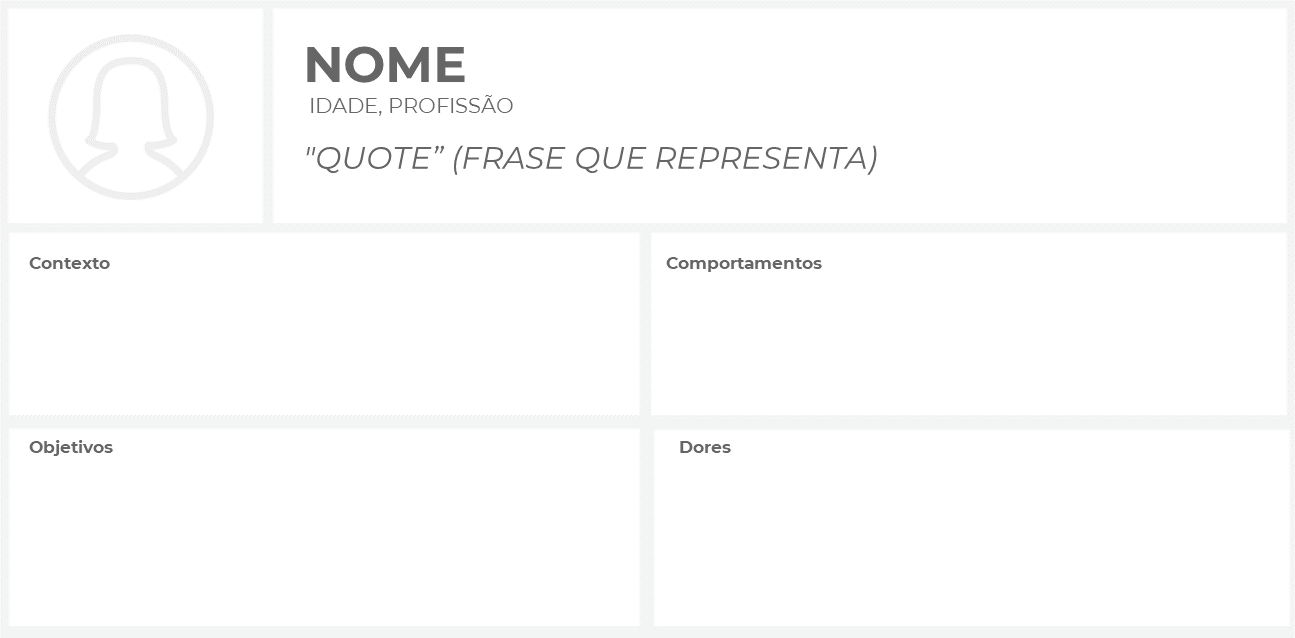 NOME
IDADE, PROFISSÃO
"QUOTE” (FRASE QUE REPRESENTA)
Contexto
Comportamentos
Objetivos
Dores